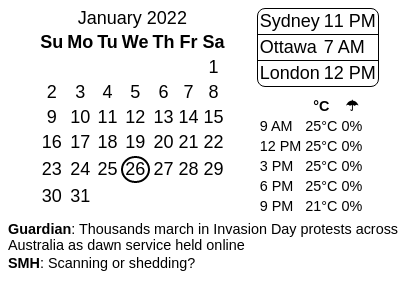 January 2022
Su Mo Tu We Th Fr Sa
1
2 3 4 5 6 7 8
9 10 11 12 13 14 15
16 17 18 19 20 21 22
23 24 25 26 27 28 29
30 31
Sydney 11 PM
Ottawa 7 AM
London 12 PM
°C ☂
9 AM 25°C 0%
12 PM 25°C 0%
3 PM 25°C 0%
6 PM 25°C 0%
9 PM 21°C 0%
Guardian: Thousands march in Invasion Day protests across
Australia as dawn service held online
SMH: Scanning or shedding?